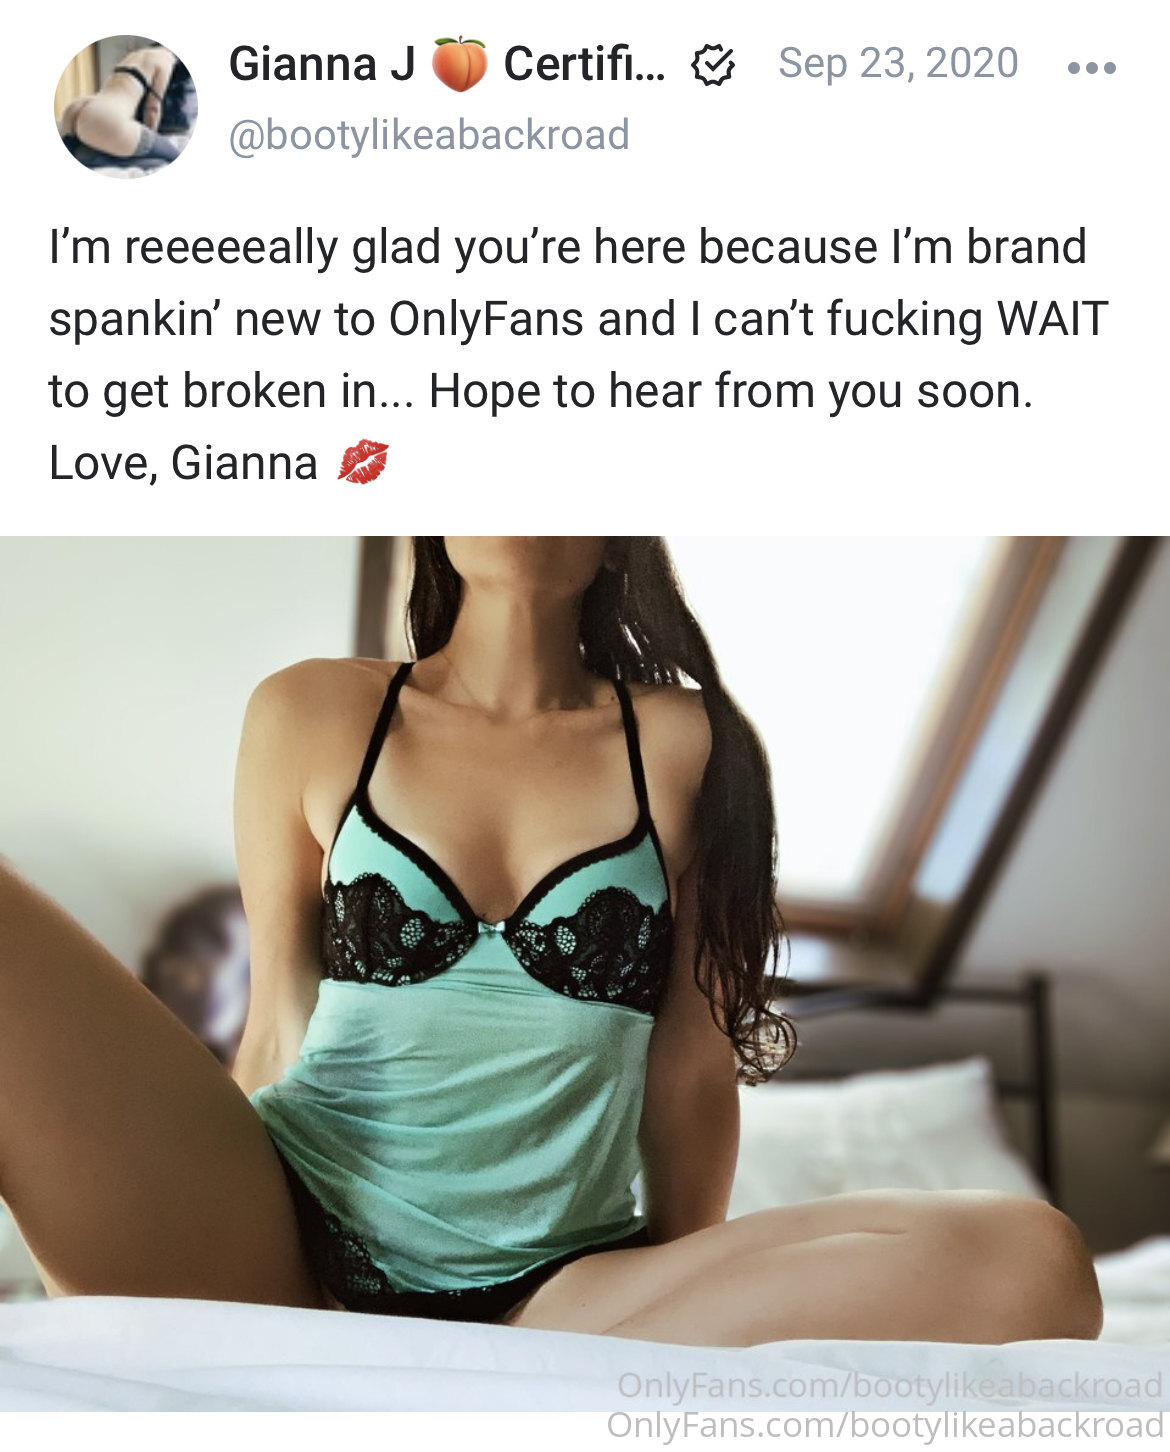 Gianna J 🍑 Certifi... Sep 23, 2020
@bootylikeabackroad
I’m reeeeeally glad you’re here because I’m brand
spankin’ new to OnlyFans and I can’t fucking WAIT
to get broken in... Hope to hear from you soon.
Love, Gianna 💋
OnlyFans.com/bootylikeabackroad
OnlyFans.com/bootylikeabackroad